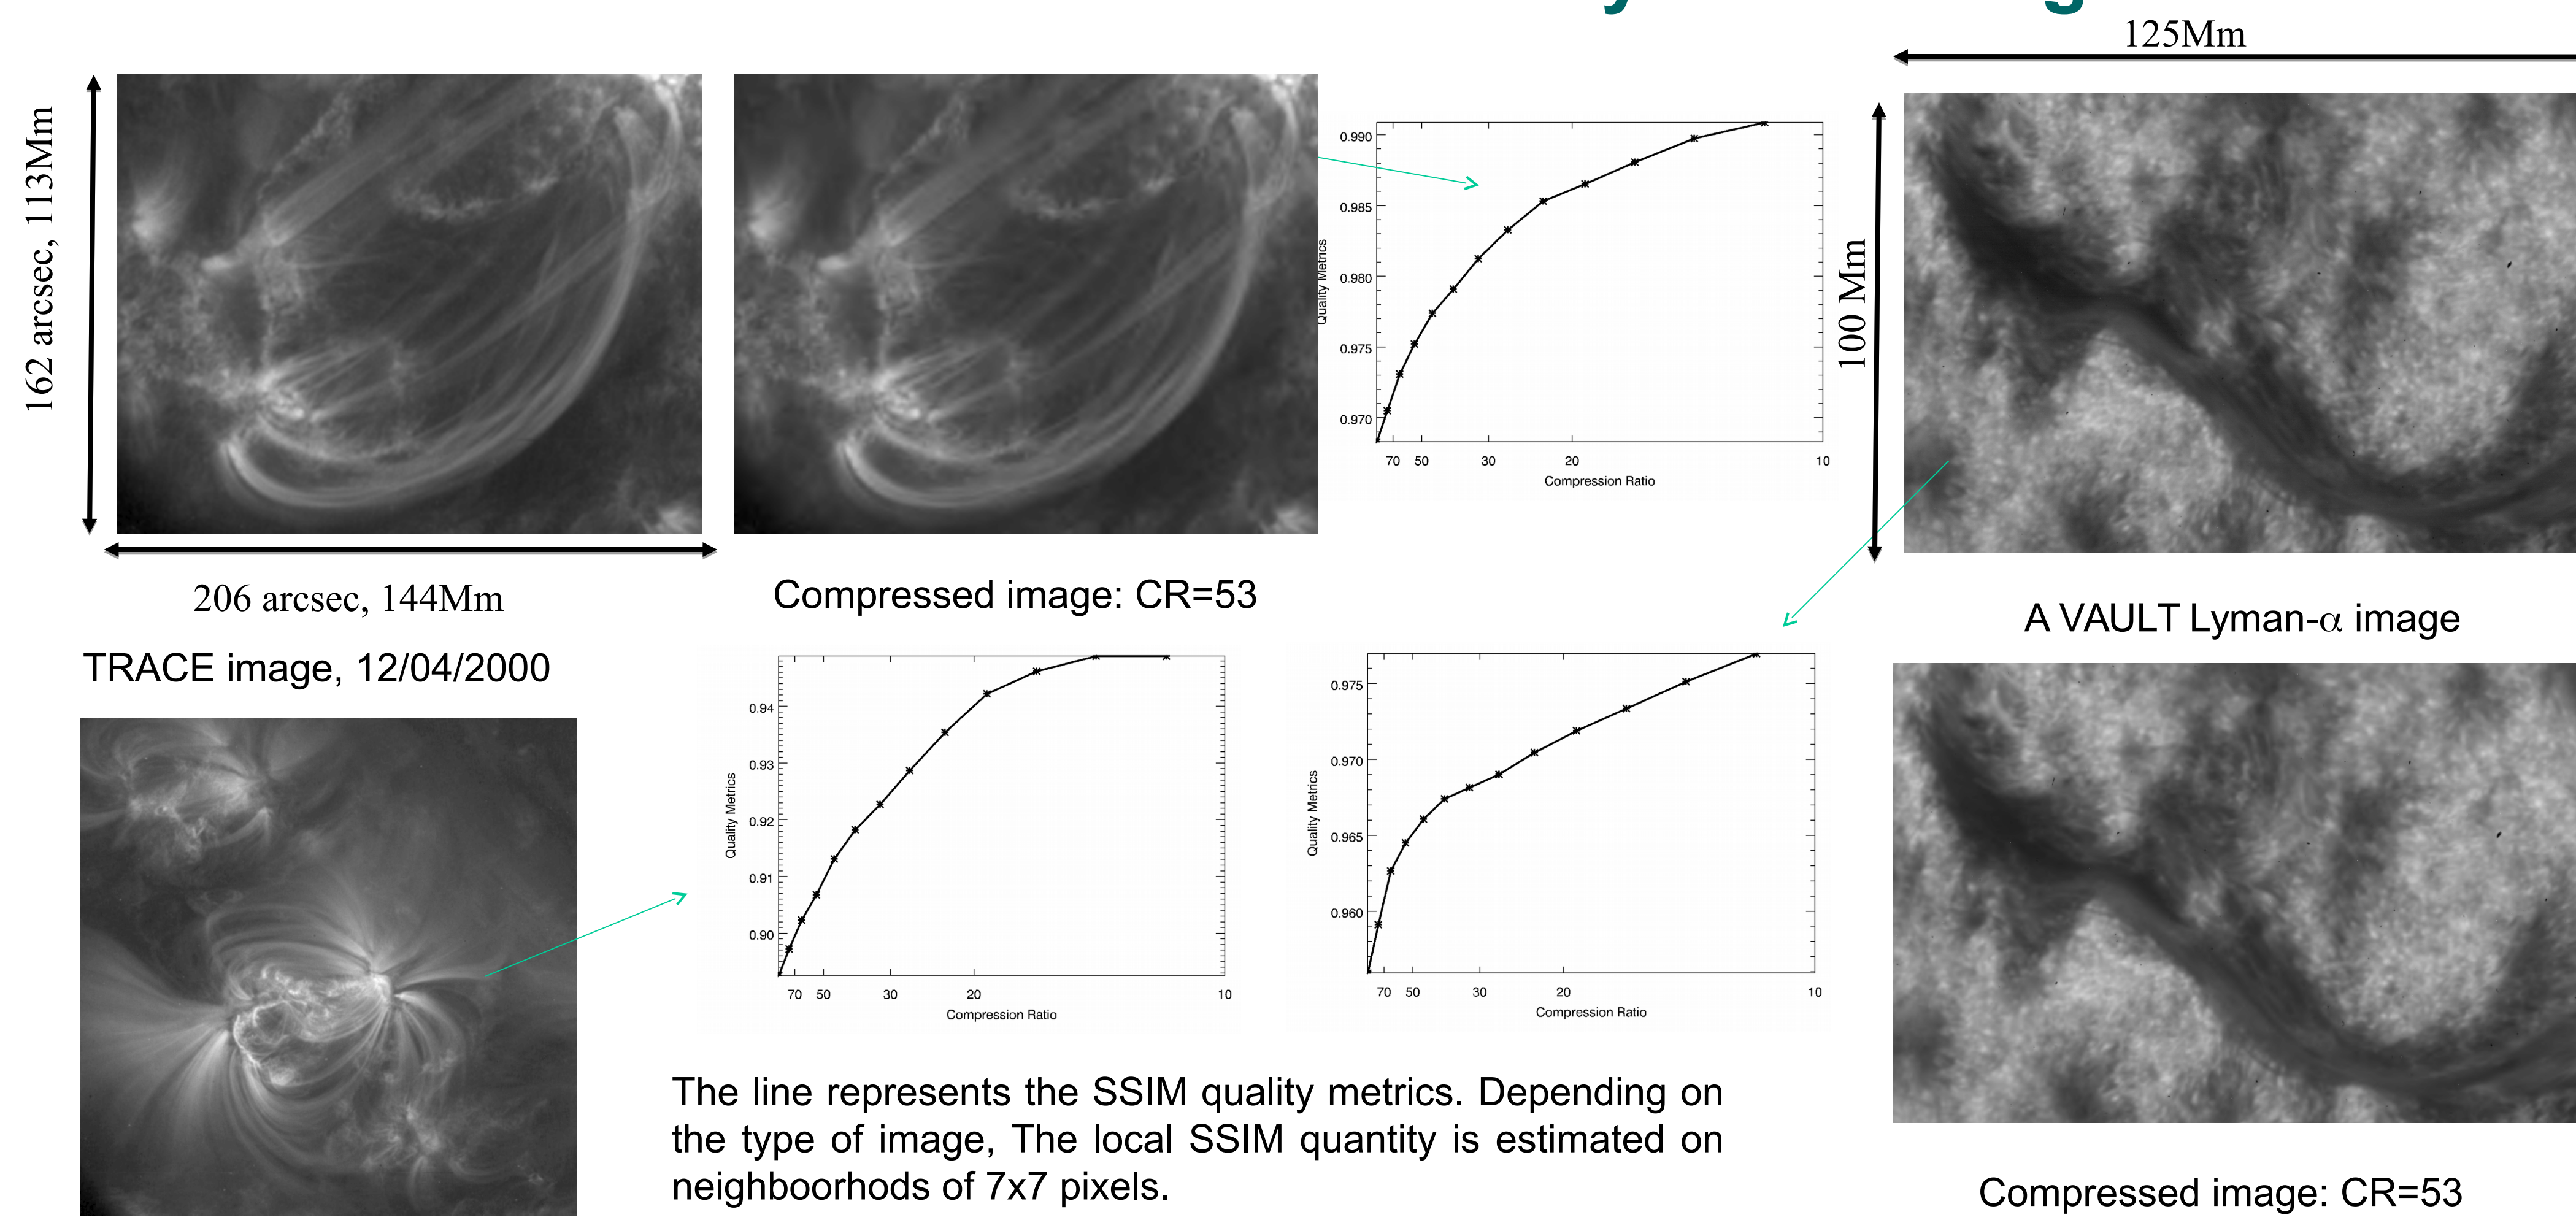 125Mm
162 arcsec, 113Mm
0.990
0.985
0.980
0.975
0.970
Quality Metrics
70 50 30 20 10
Compression Ratio
100 Mm
206 arcsec, 144Mm
Compressed image: CR=53
A VAULT Lyman-α image
TRACE image, 12/04/2000
0.94
0.93
0.92
0.91
0.90
Quality Metrics
70 50 30 20 10
Compression Ratio
0.975
0.970
0.965
0.960
Quality Metrics
70 50 30 20 10
Compression Ratio
The line represents the SSIM quality metrics. Depending on
the type of image, The local SSIM quantity is estimated on
neighboorhods of 7x7 pixels.
Compressed image: CR=53